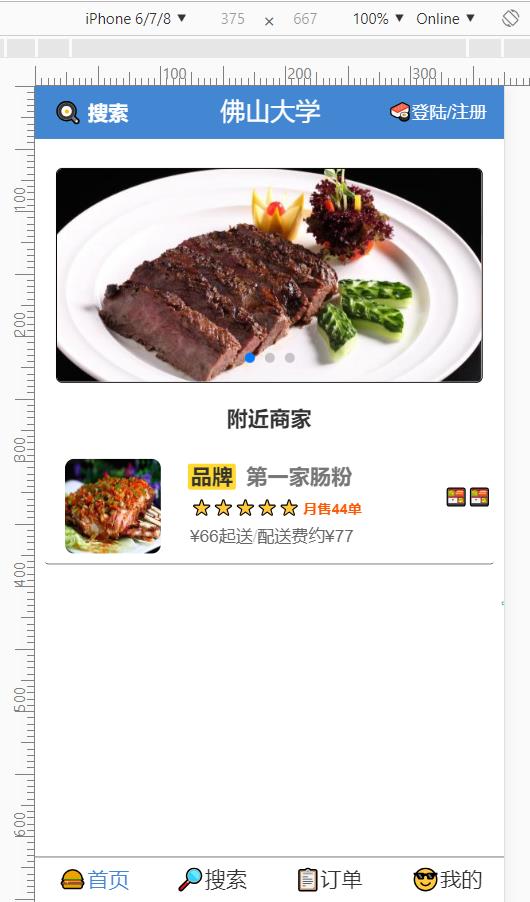 iPhone 6/7/8 ▼ 375 × 667 100% ▼ Online ▼
100 200 300
搜索 佛山大学 登陆/注册
100
200
附近商家
300
品牌 第一家肠粉
月售44单
¥66起送/配送费约¥77
400
500
600
首页 搜索 订单 我的